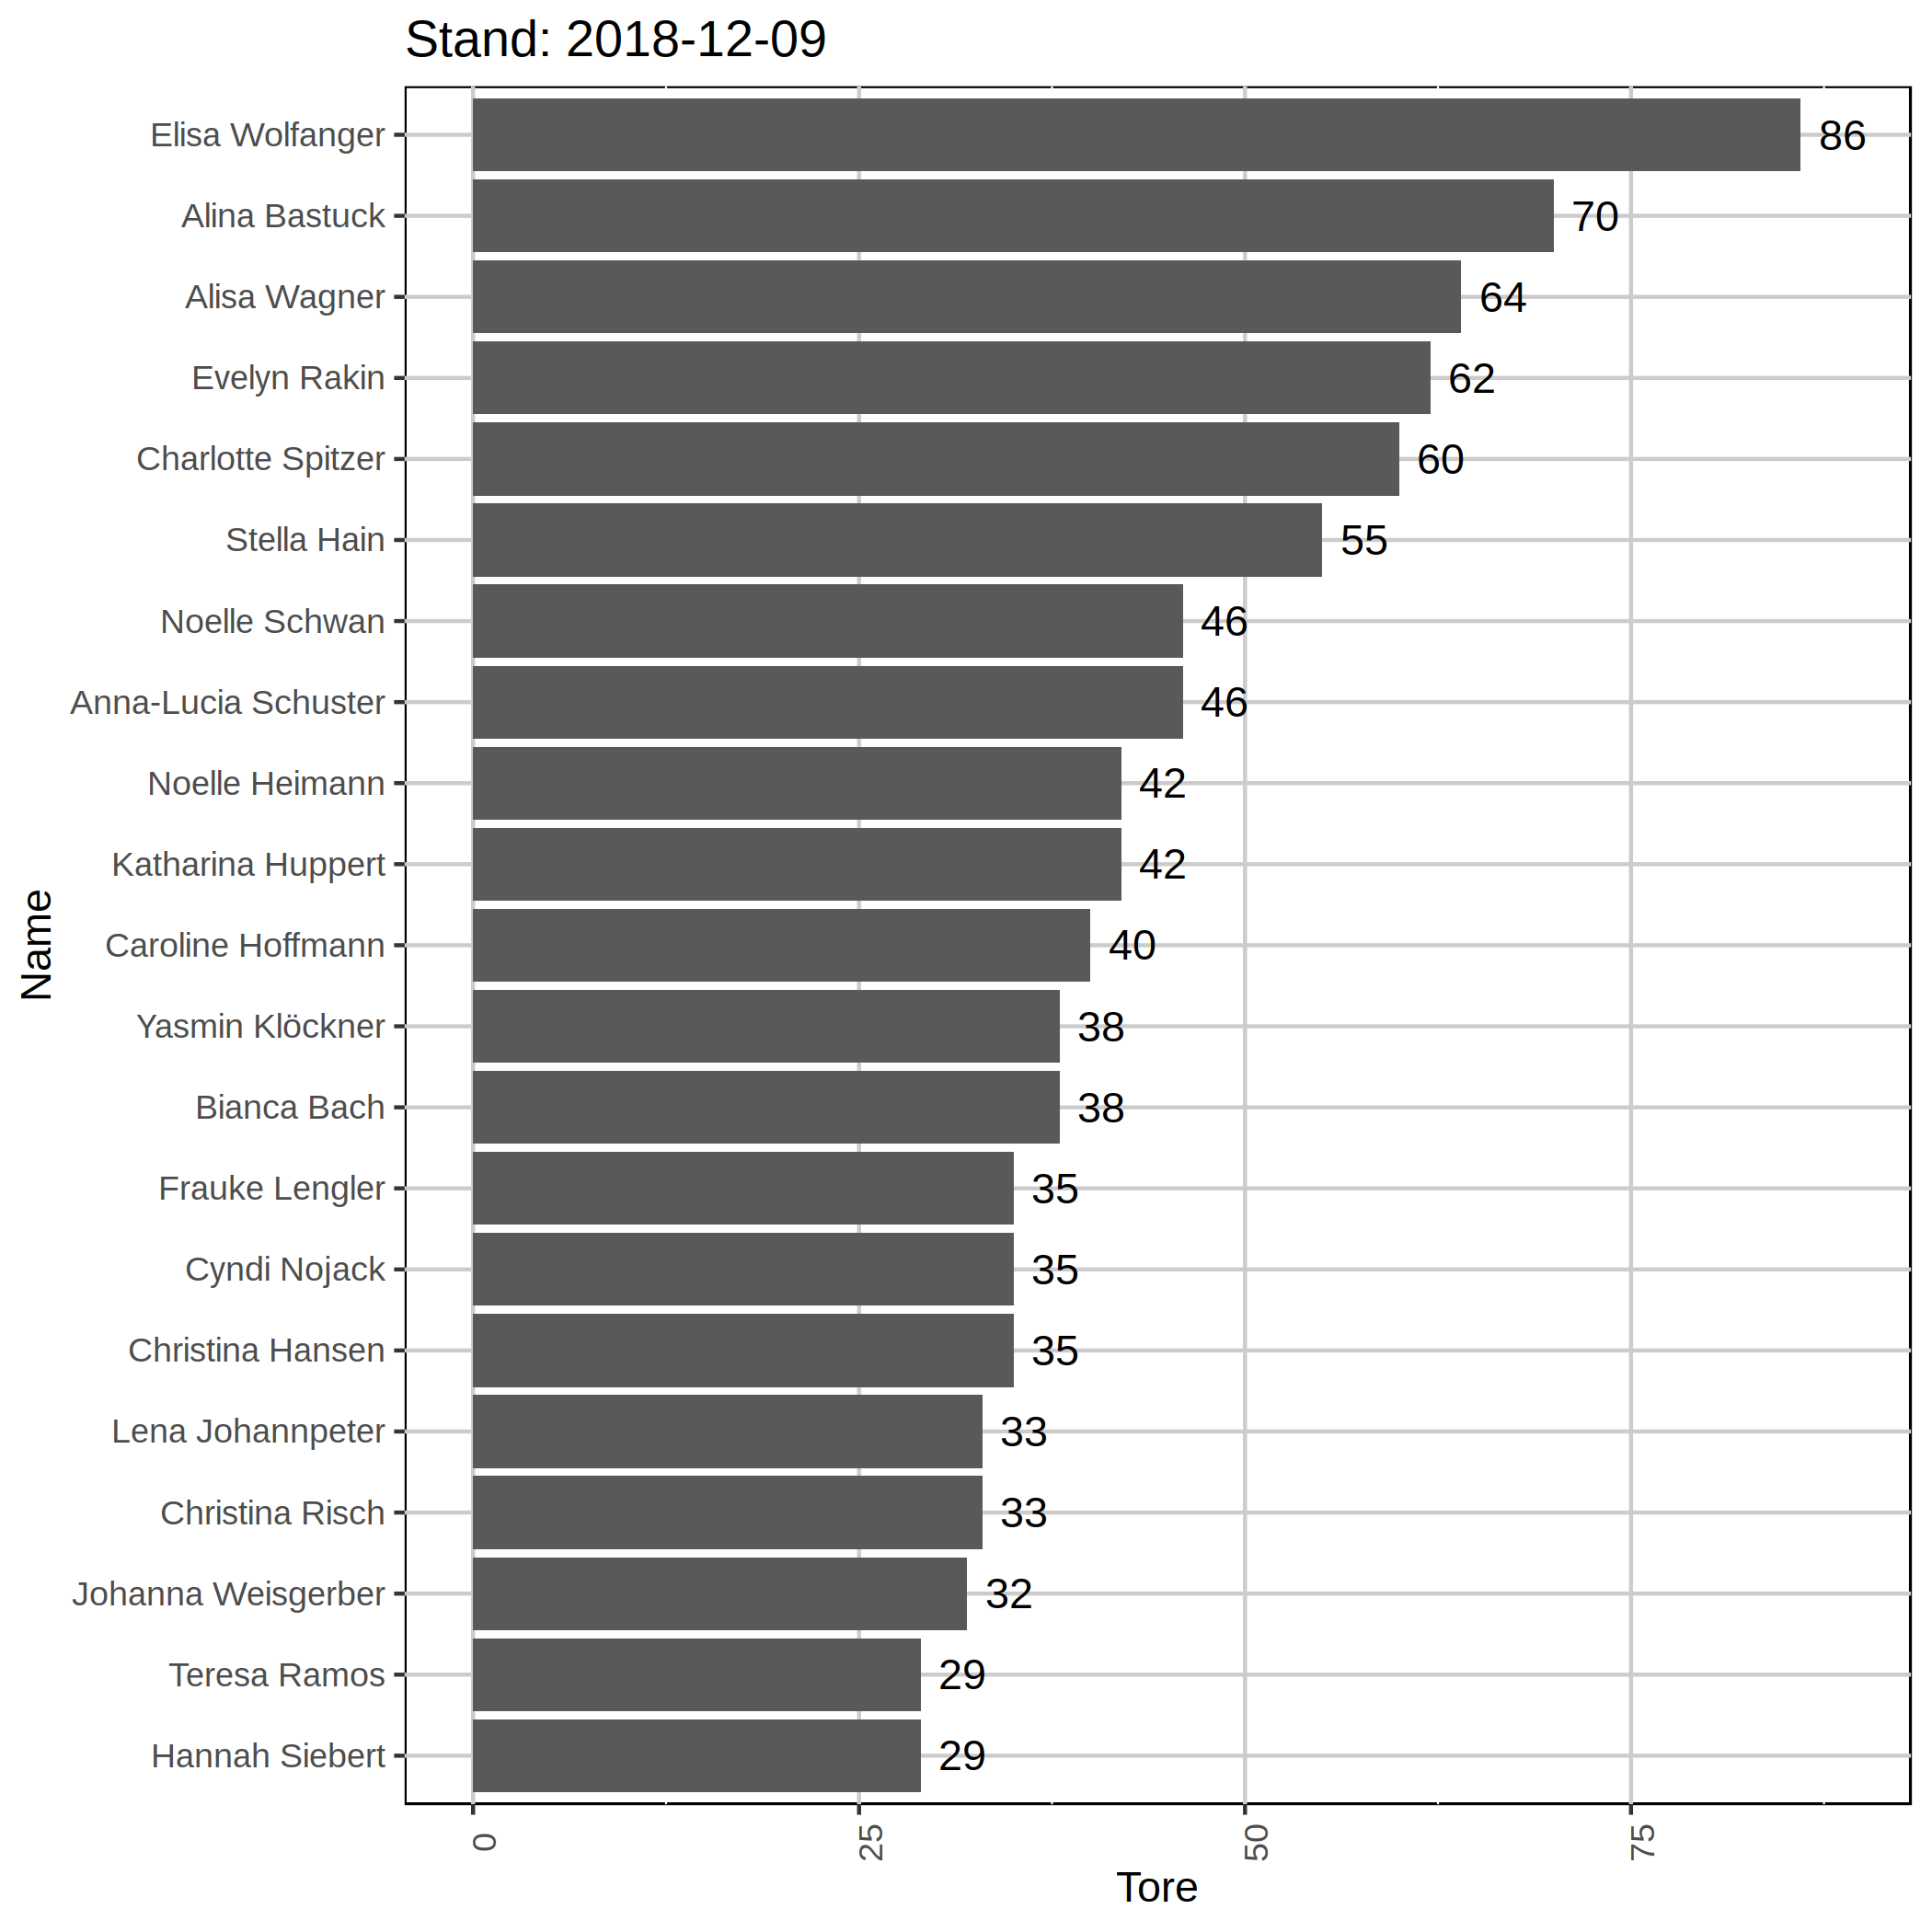 Stand: 2018-12-09
Elisa Wolfanger 86
Alina Bastuck 70
Alisa Wagner 64
Evelyn Rakin 62
Charlotte Spitzer 60
Stella Hain 55
Noelle Schwan 46
Anna-Lucia Schuster 46
Noelle Heimann 42
Katharina Huppert 42
Caroline Hoffmann 40
Yasmin Klöckner 38
Bianca Bach 38
Frauke Lengler 35
Cyndi Nojack 35
Christina Hansen 35
Lena Johannpeter 33
Christina Risch 33
Johanna Weisgerber 32
Teresa Ramos 29
Hannah Siebert 29
Name
0 25 50 75
Tore